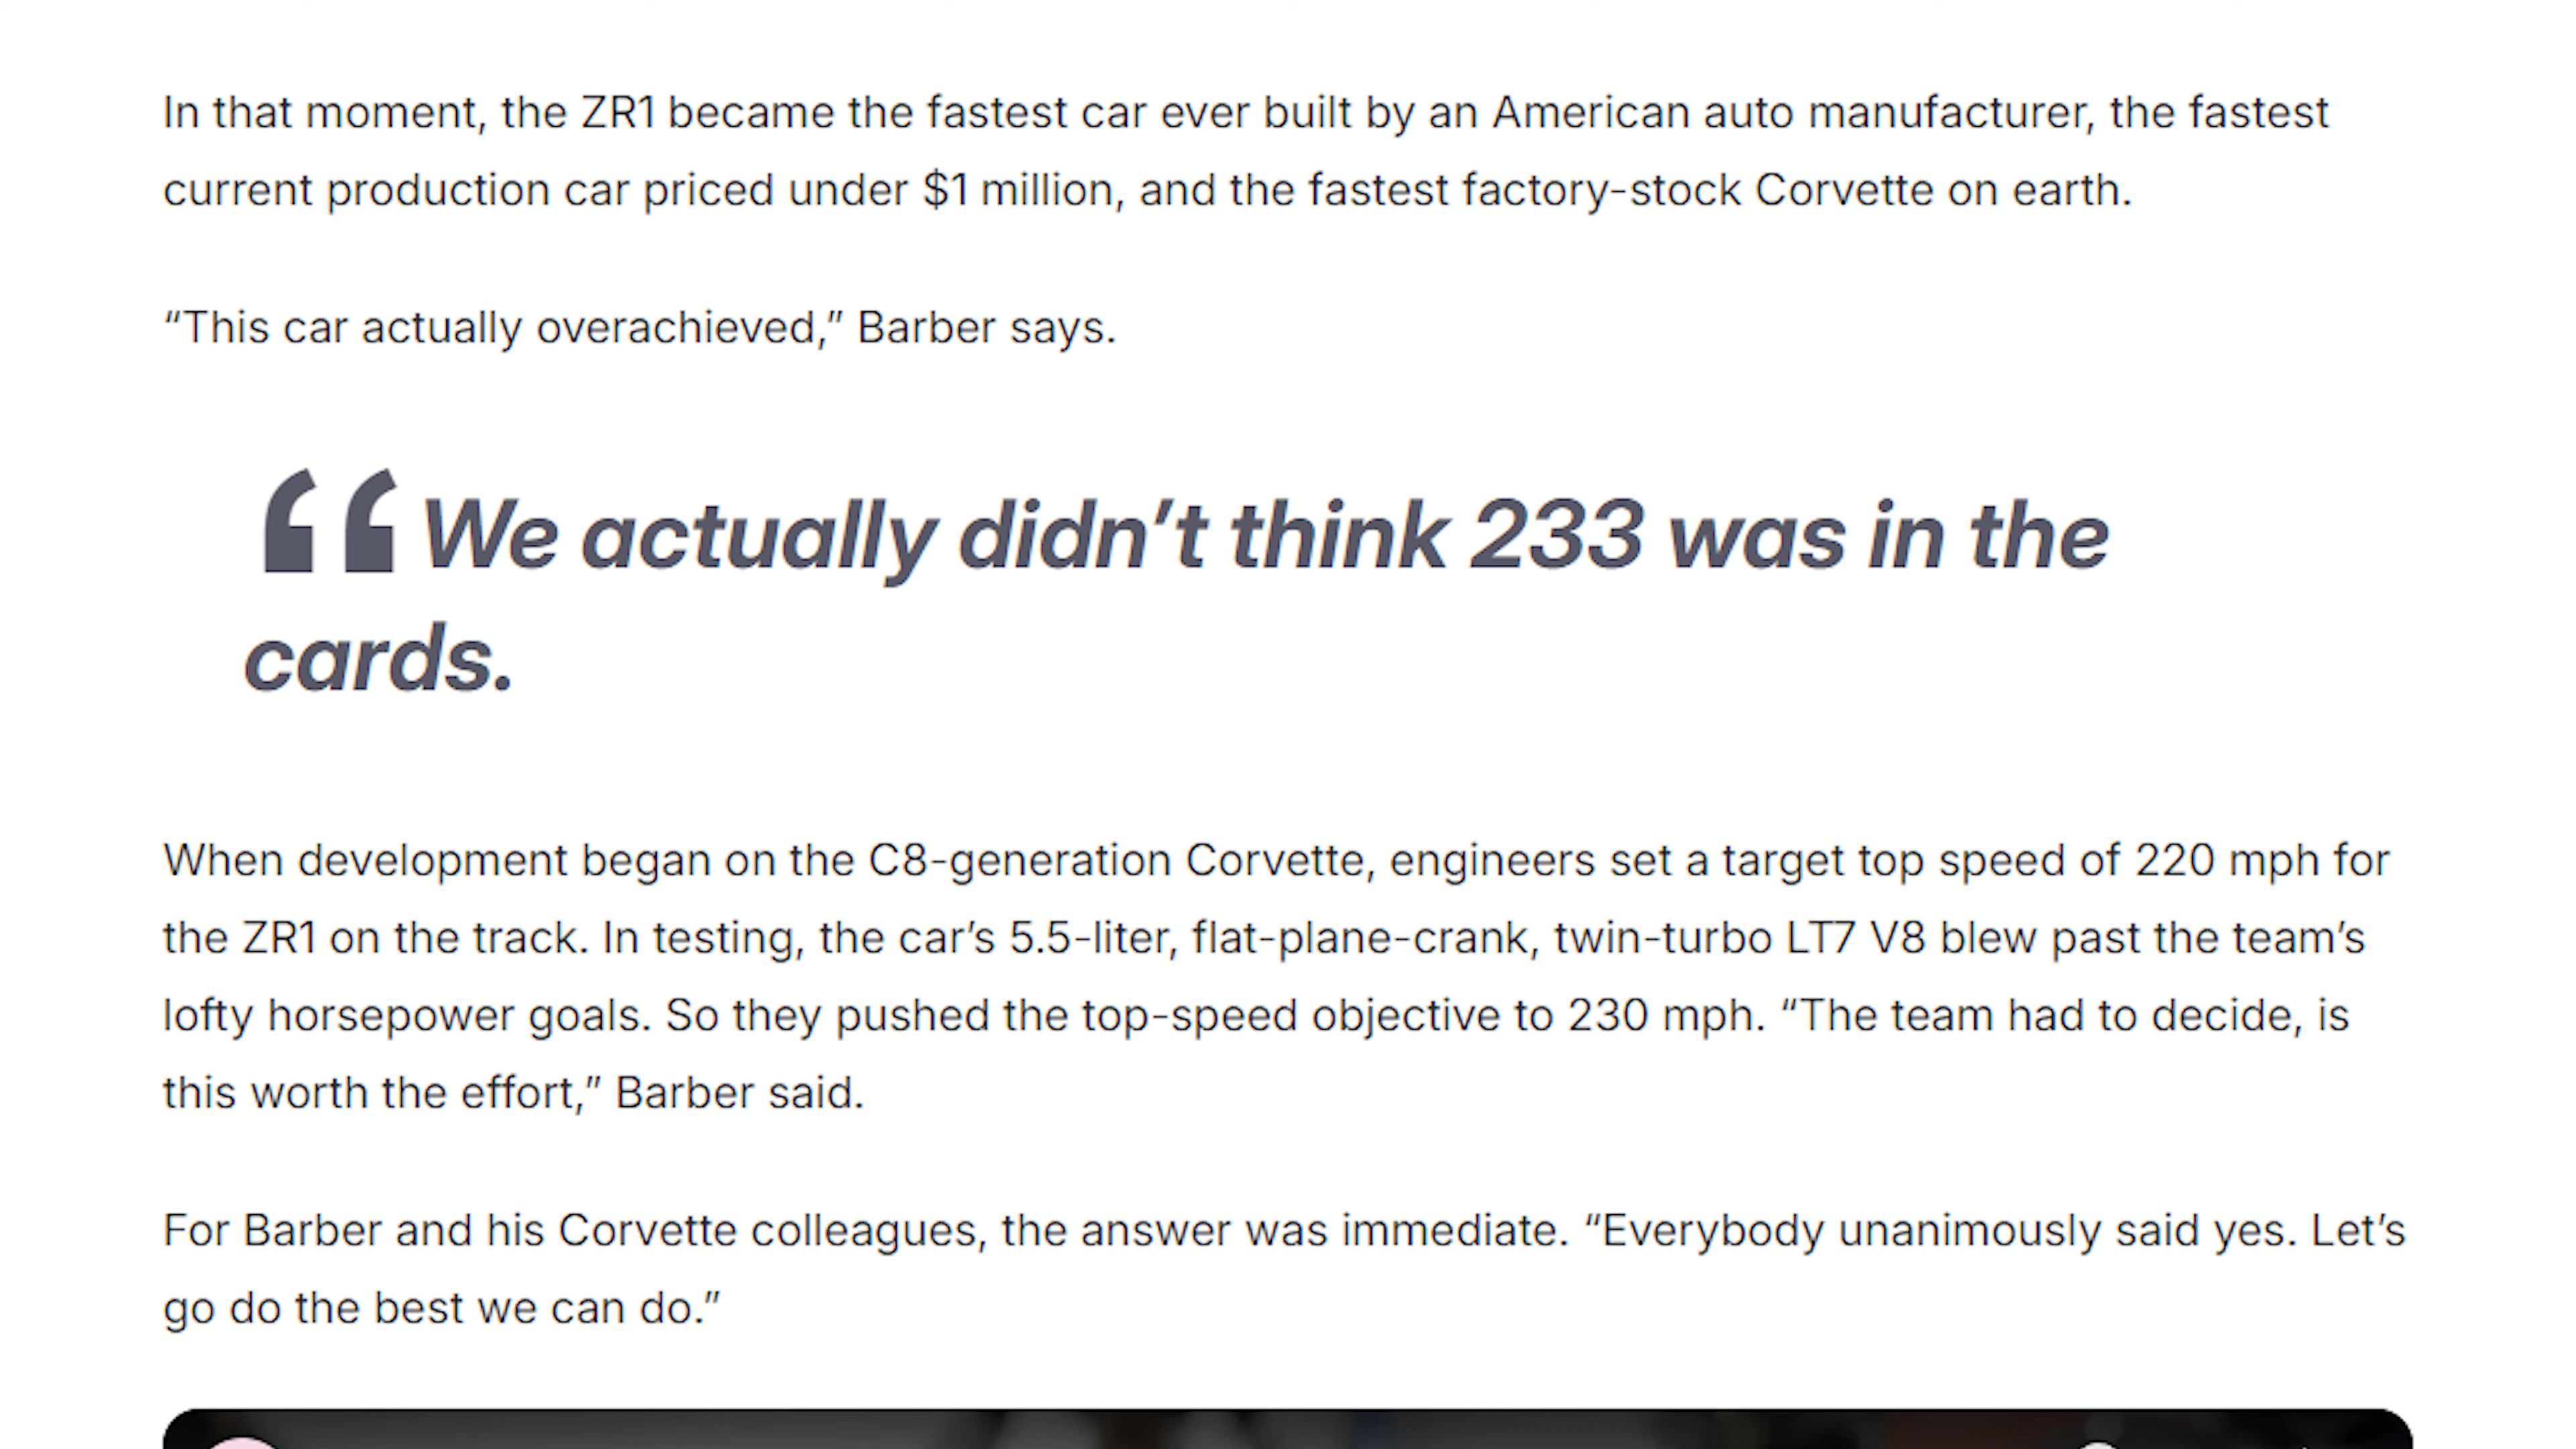 In that moment, the ZR1 became the fastest car ever built by an American auto manufacturer, the fastest
current production car priced under $1 million, and the fastest factory-stock Corvette on earth.
“This car actually overachieved,” Barber says.
“We actually didn’t think 233 was in the
cards.
When development began on the C8-generation Corvette, engineers set a target top speed of 220 mph for
the ZR1 on the track. In testing, the car’s 5.5-liter, flat-plane-crank, twin-turbo LT7 V8 blew past the team’s
lofty horsepower goals. So they pushed the top-speed objective to 230 mph. “The team had to decide, is
this worth the effort,” Barber said.
For Barber and his Corvette colleagues, the answer was immediate. “Everybody unanimously said yes. Let’s
go do the best we can do.”